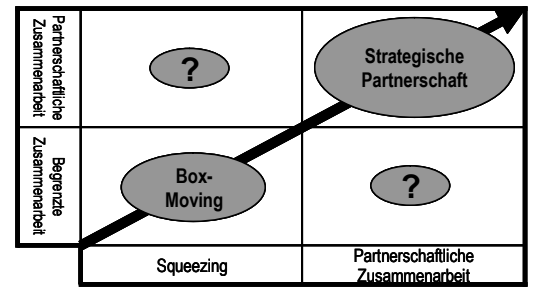 Partnerschaftliche
Zusammenarbeit
?
Strategische
Partnerschaft
Begrenzte
Zusammenarbeit
Box-
Moving
?
Squeezing
Partnerschaftliche
Zusammenarbeit